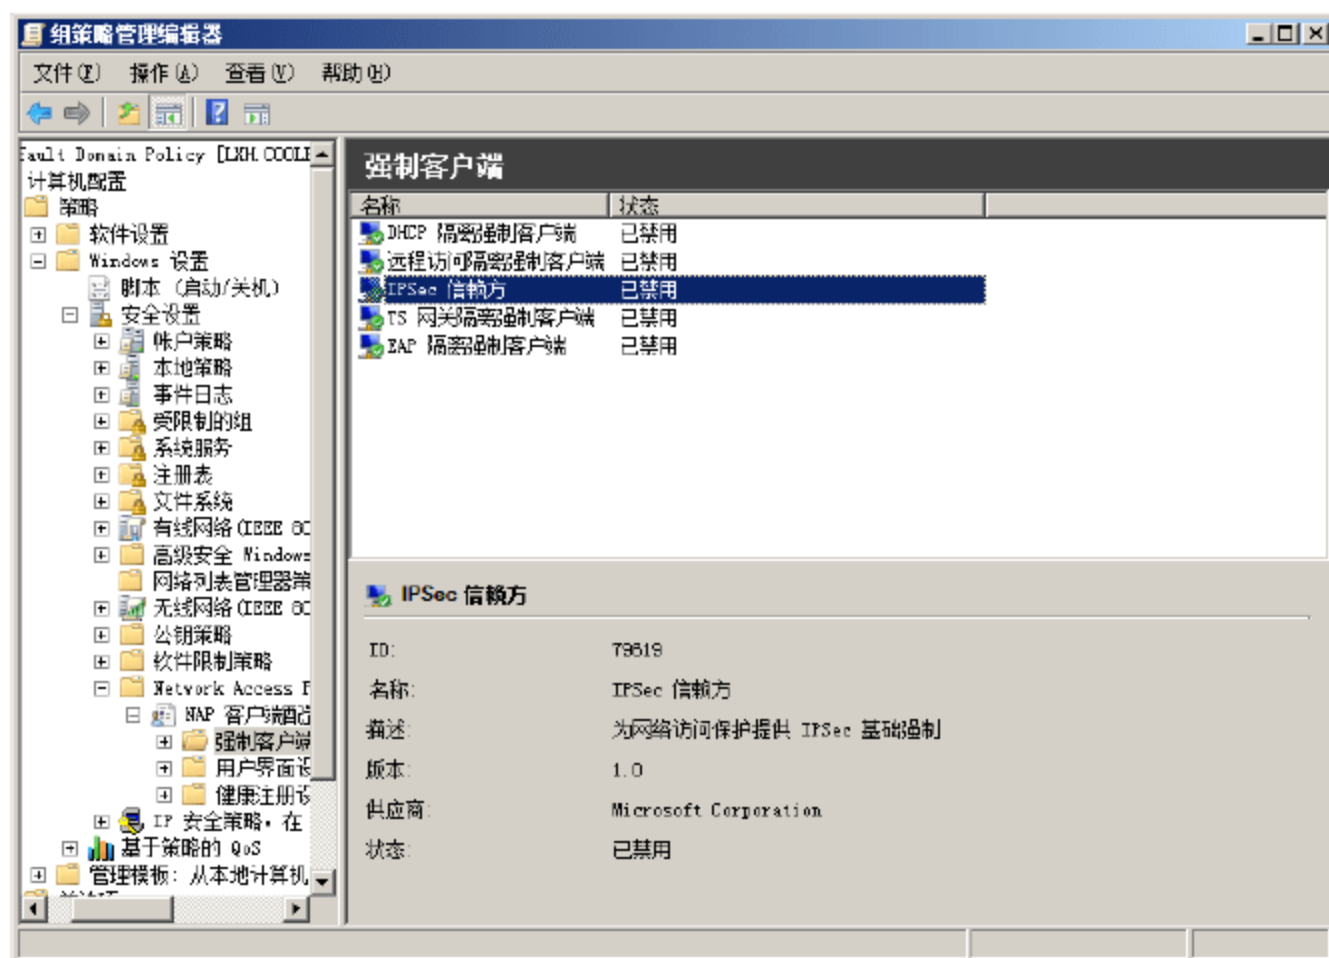 组策略管理编辑器
文件(F) 操作(A) 查看(V) 帮助(H)
fault Domain Policy [LXH.COOLE
计算机配置
策略
软件设置
Windows 设置
脚本 (启动/关机)
安全设置
帐户策略
本地策略
事件日志
受限制的组
系统服务
注册表
文件系统
有线网络(IEEE 80
高级安全 Windows
网络列表管理器策
无线网络(IEEE 80
公钥策略
软件限制策略
Network Access P
NAP 客户端配置
强制客户端
用户界面设
健康注册设
IP 安全策略，在
基于策略的 QoS
管理模板: 从本地计算机
强制客户端
名称 状态
DHCP 隔离强制客户端 已禁用
远程访问隔离强制客户端 已禁用
IPSec 信赖方 已禁用
TS 网关隔离强制客户端 已禁用
EAP 隔离强制客户端 已禁用
IPSec 信赖方
ID: 79619
名称: IPSec 信赖方
描述: 为网络访问保护提供 IPSec 基础强制
版本: 1.0
供应商: Microsoft Corporation
状态: 已禁用